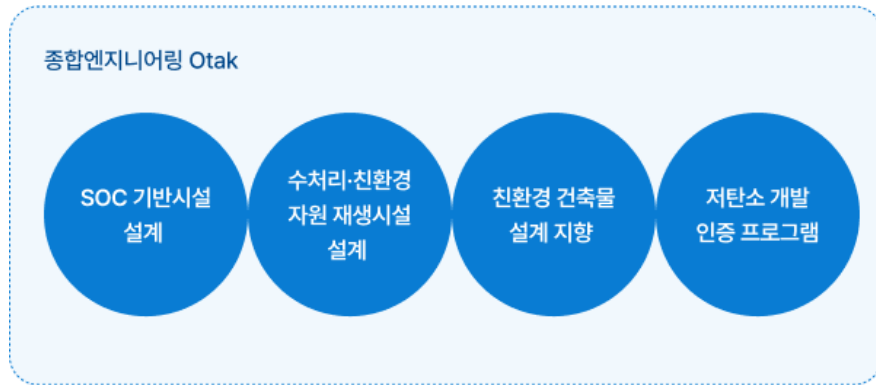 종합엔지니어링 Otak
SOC 기반시설
설계
수처리·친환경
자원 재생시설
설계
친환경 건축물
설계 지향
저탄소 개발
인증 프로그램